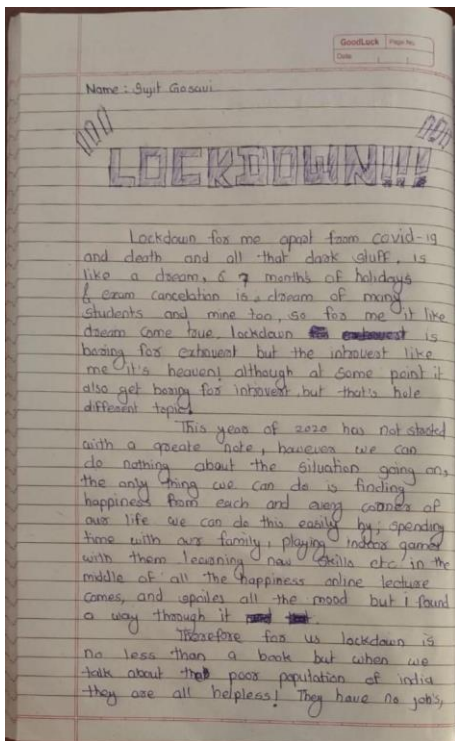 GoodLuck Page No.
Date
Name : Sujit Gosavi
LOCKDOWN!!!
Lockdown for me apart from covid-19
and death and all that dark stuff, is
like a dream, 6 7 months of holidays
& exam cancelation is a dream of many
students and mine too, so for me it like
dream come true, lockdown is
boring for extrovert but the introvert like
me it's heaven! although at some point it
also get boring for introvert but that's hole
different topic!
This year of 2020 has not started
with a greate note, however we can
do nothing about the situation going on,
the only thing we can do is finding
happiness from each and every corner of
our life we can do this easily by; spending
time with our family, playing indoor games
with them learning new skills etc in the
middle of all the happiness online lecture
comes, and spoiles all the mood but i found
a way through it
Therefore for us lockdown is
no less than a book but when we
talk about the poor population of india
they are all helpless! They have no job's,